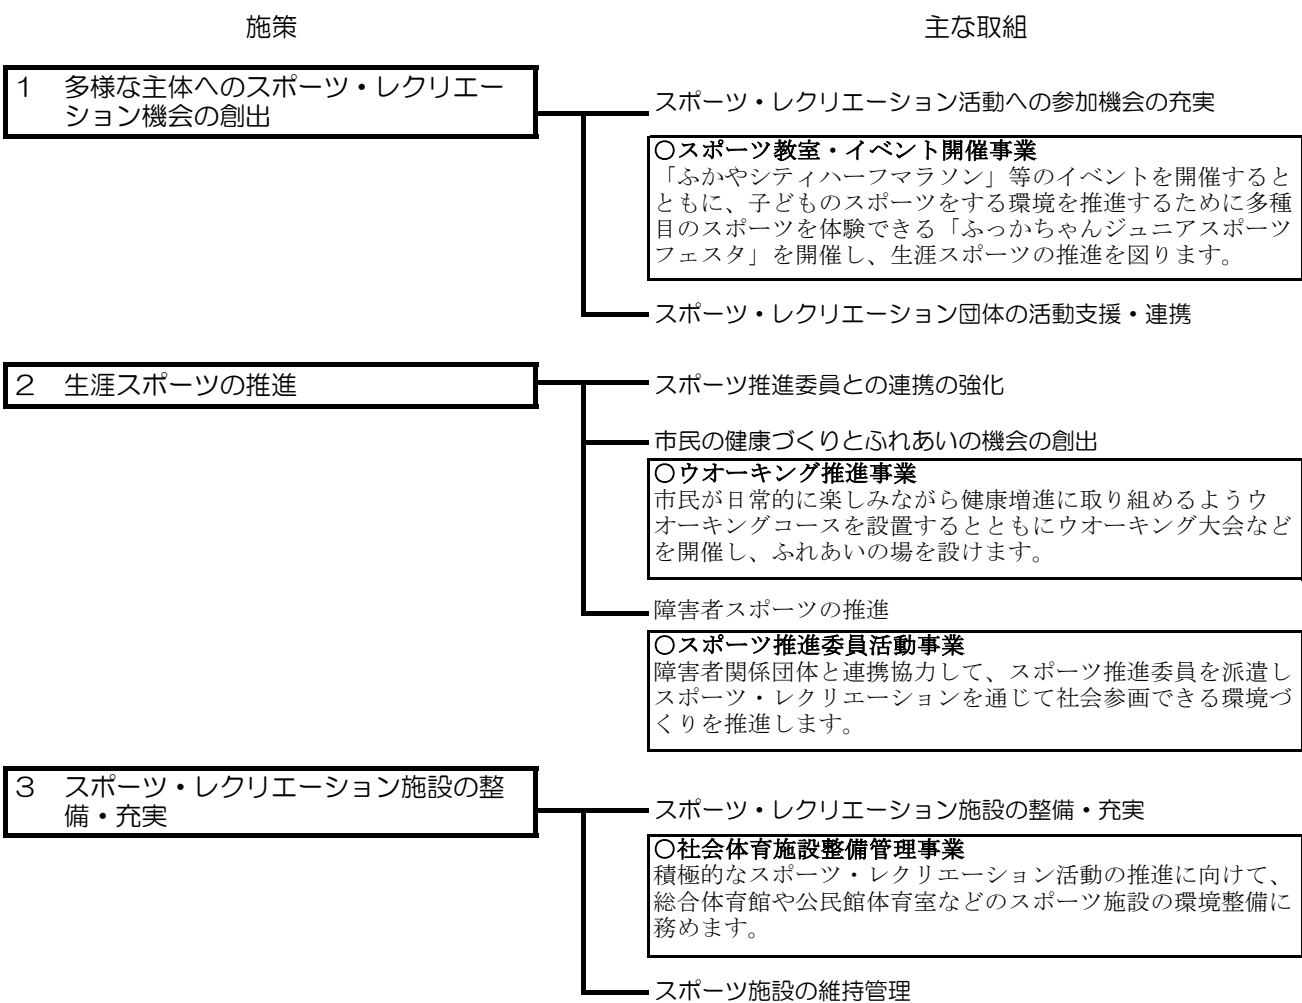 施策
主な取組
1 多様な主体へのスポーツ・レクリエー
ション機会の創出
スポーツ・レクリエーション活動への参加機会の充実
○スポーツ教室・イベント開催事業
「ふかやシティハーフマラソン」等のイベントを開催すると
ともに、子どものスポーツをする環境を推進するために多種
目のスポーツを体験できる「ふっかちゃんジュニアスポーツ
フェスタ」を開催し、生涯スポーツの推進を図ります。
スポーツ・レクリエーション団体の活動支援・連携
2 生涯スポーツの推進
スポーツ推進委員との連携の強化
市民の健康づくりとふれあいの機会の創出
○ウオーキング推進事業
市民が日常的に楽しみながら健康増進に取り組めるようウ
オーキングコースを設置するとともにウオーキング大会など
を開催し、ふれあいの場を設けます。
障害者スポーツの推進
○スポーツ推進委員活動事業
障害者関係団体と連携協力して、スポーツ推進委員を派遣し
スポーツ・レクリエーションを通じて社会参画できる環境づ
くりを推進します。
3 スポーツ・レクリエーション施設の整
備・充実
スポーツ・レクリエーション施設の整備・充実
○社会体育施設整備管理事業
積極的なスポーツ・レクリエーション活動の推進に向けて、
総合体育館や公民館体育室などのスポーツ施設の環境整備に
務めます。
スポーツ施設の維持管理